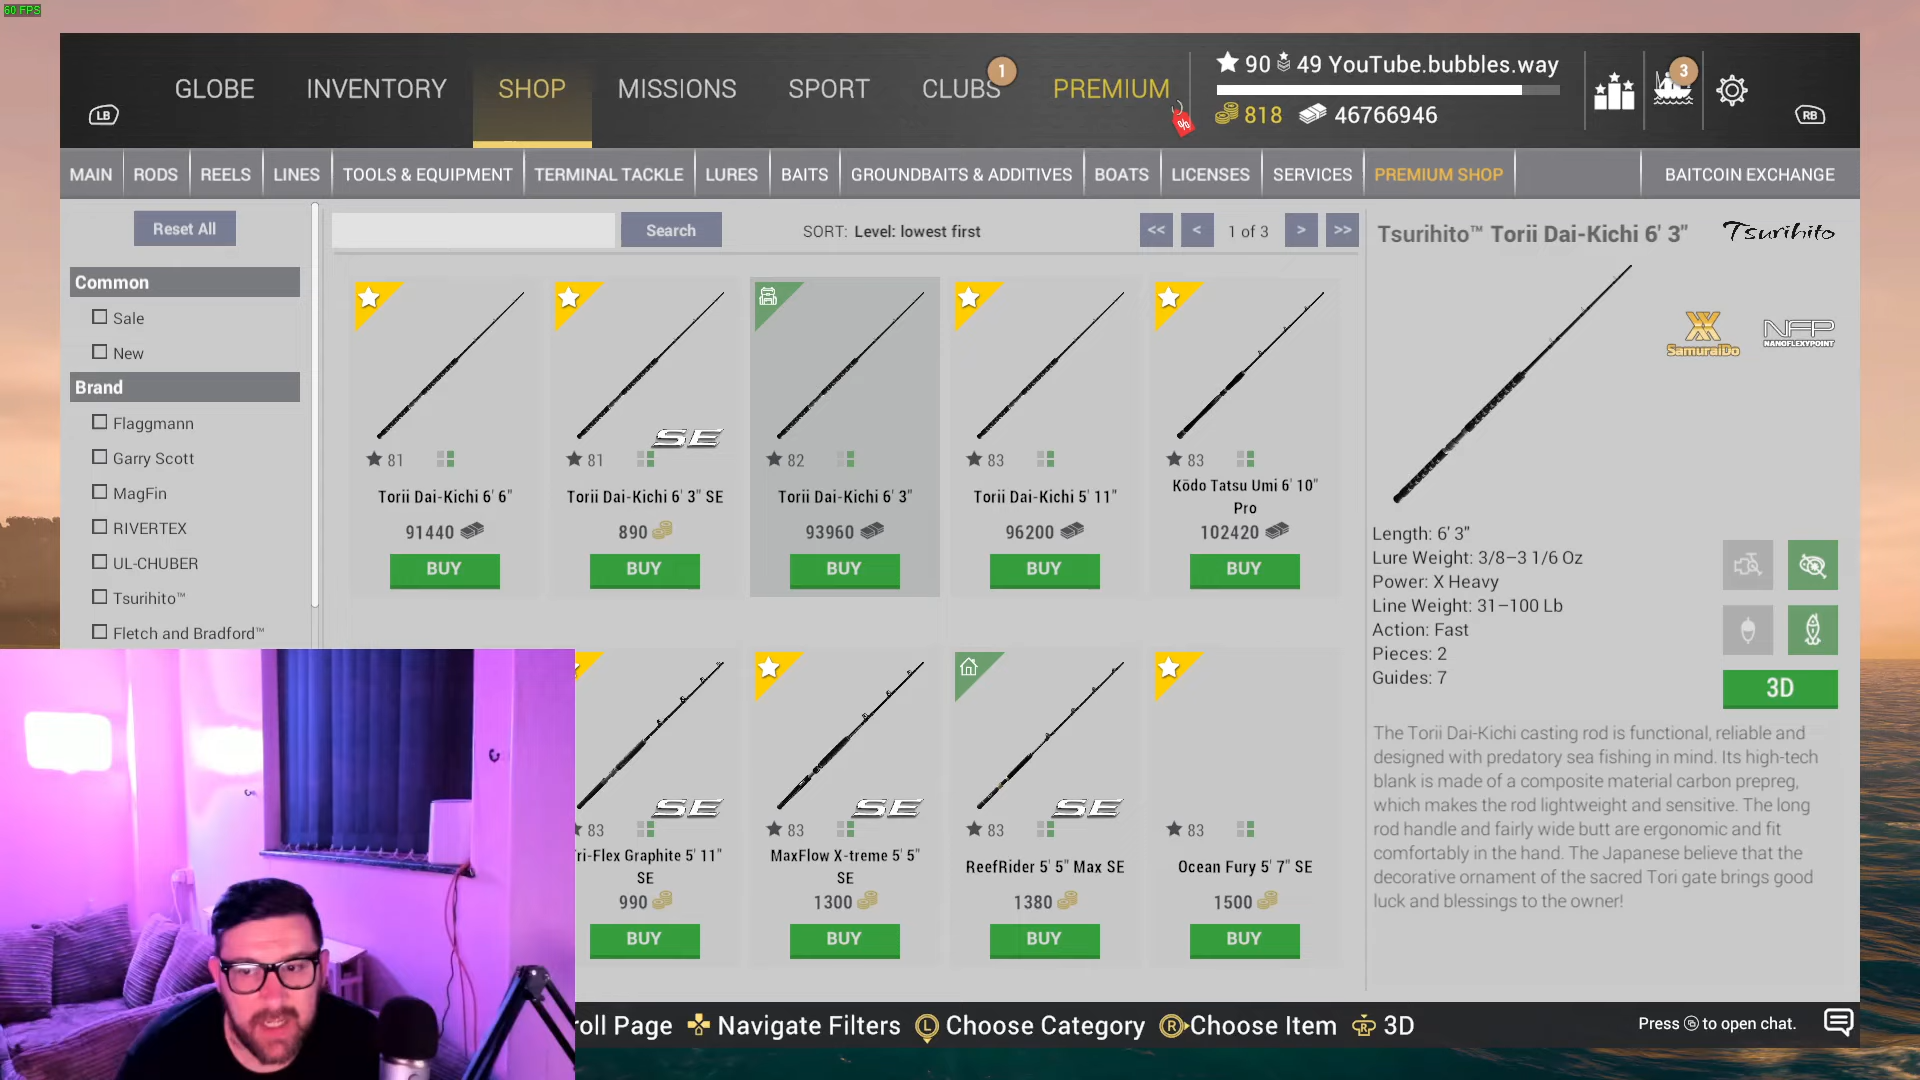 60 FPS
GLOBE INVENTORY SHOP MISSIONS SPORT CLUBS 1 PREMIUM
90 49 YouTube.bubbles.way
818 46766946
3
LB
RB
%
MAIN RODS REELS LINES TOOLS & EQUIPMENT TERMINAL TACKLE LURES BAITS GROUNDBAITS & ADDITIVES BOATS LICENSES SERVICES PREMIUM SHOP BAITCOIN EXCHANGE
Reset All
Common
Sale
New
Brand
Flaggmann
Garry Scott
MagFin
RIVERTEX
UL-CHUBER
Tsurihito™
Fletch and Bradford™
Search SORT: Level: lowest first << < 1 of 3 > >>
81 81 82 83 83
SE
Torii Dai-Kichi 6' 6" Torii Dai-Kichi 6' 3" SE Torii Dai-Kichi 6' 3" Torii Dai-Kichi 5' 11" Kōdo Tatsu Umi 6' 10"
Pro
91440 890 93960 96200 102420
BUY BUY BUY BUY BUY
SE SE SE
83 83 83 83
ri-Flex Graphite 5' 11" MaxFlow X-treme 5' 5" ReefRider 5' 5" Max SE Ocean Fury 5' 7" SE
SE SE
990 1300 1380 1500
BUY BUY BUY BUY
Tsurihito™ Torii Dai-Kichi 6' 3" Tsurihito
SamuraiDo NFP
NANOFLEXYPOINT
Length: 6' 3"
Lure Weight: 3/8–3 1/6 Oz
Power: X Heavy
Line Weight: 31–100 Lb
Action: Fast
Pieces: 2
Guides: 7
3D
The Torii Dai-Kichi casting rod is functional, reliable and
designed with predatory sea fishing in mind. Its high-tech
blank is made of a composite material carbon prepreg,
which makes the rod lightweight and sensitive. The long
rod handle and fairly wide butt are ergonomic and fit
comfortably in the hand. The Japanese believe that the
decorative ornament of the sacred Tori gate brings good
luck and blessings to the owner!
oll Page Navigate Filters L Choose Category R Choose Item R 3D
Press to open chat.